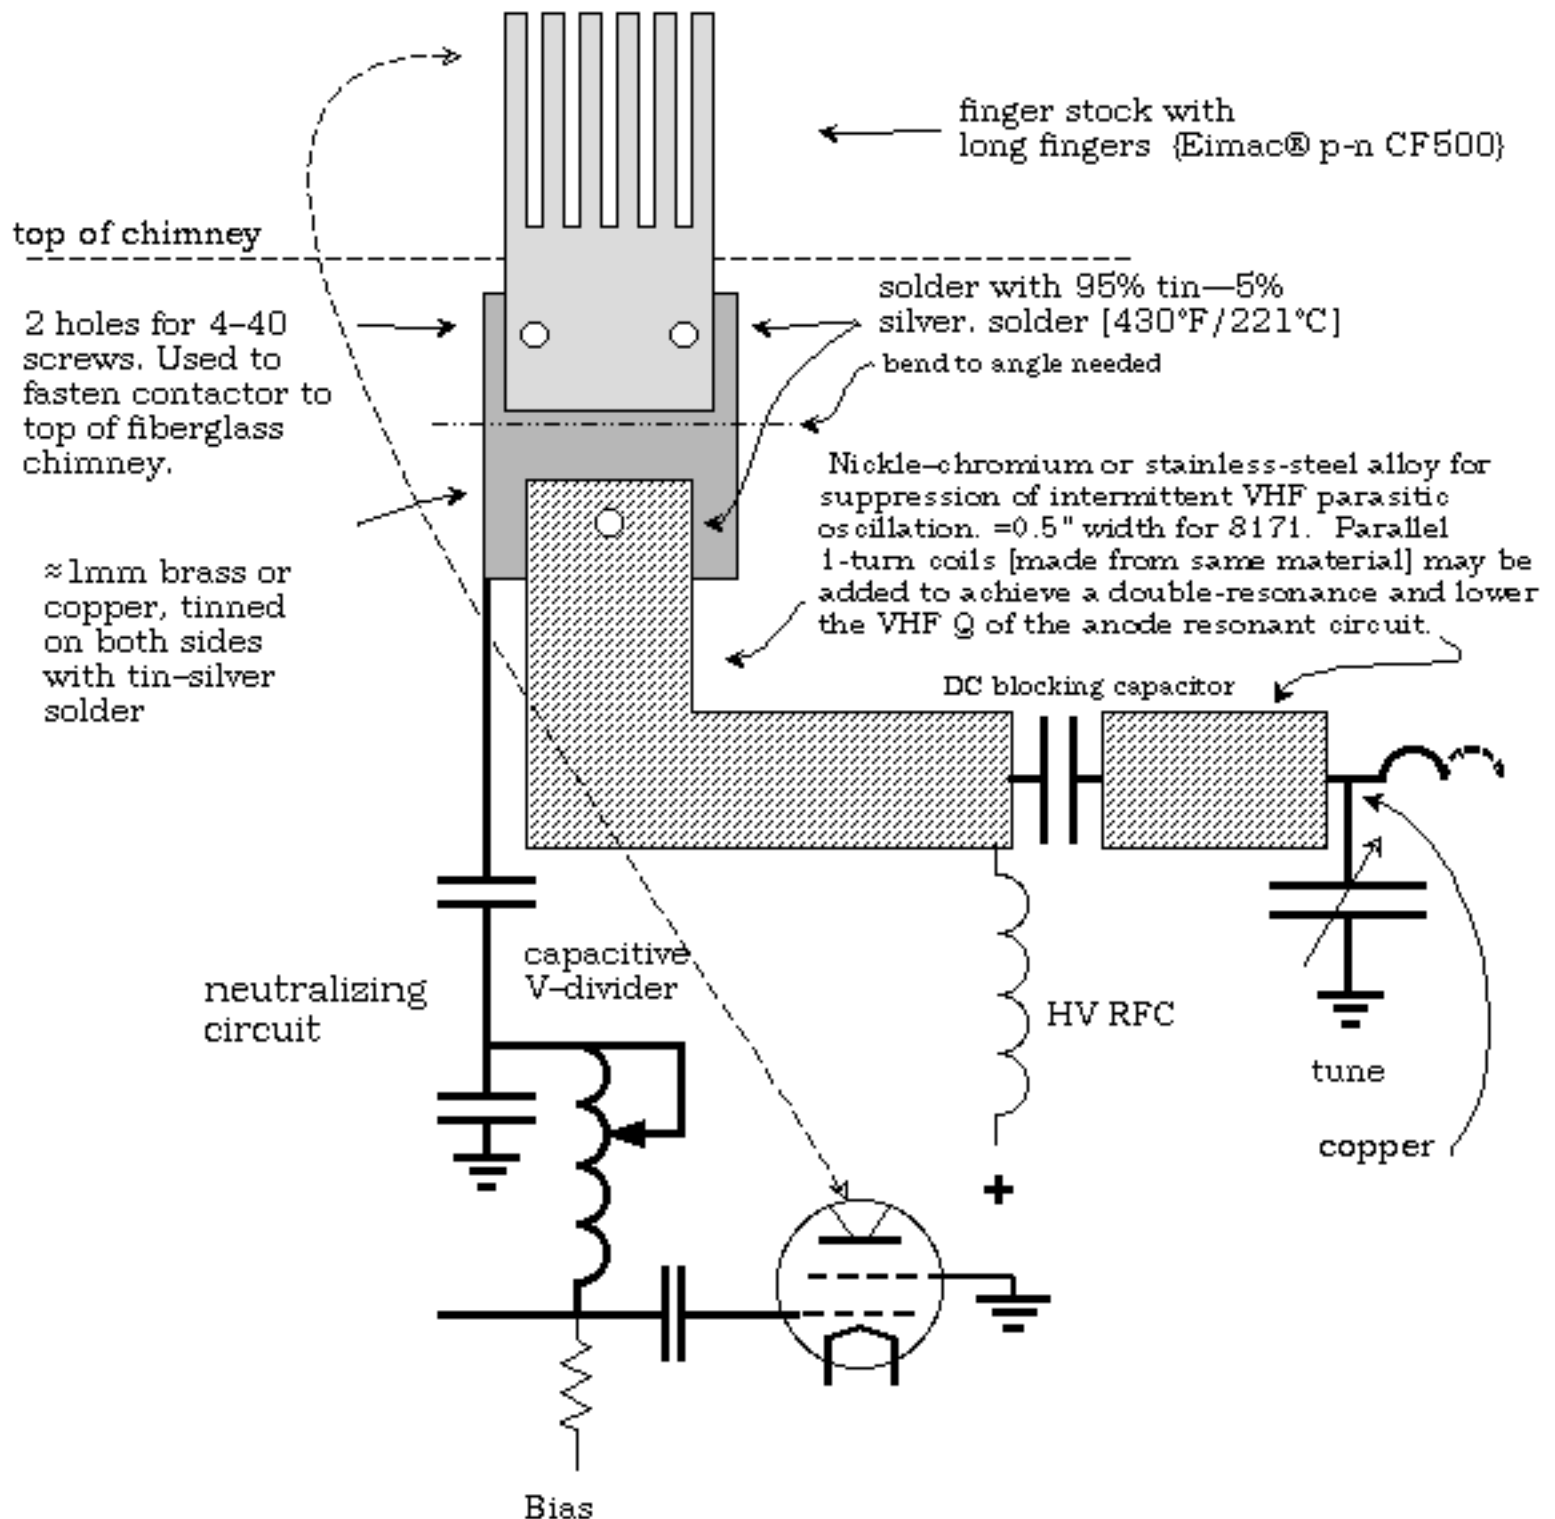 finger stock with
long fingers {Eimac® p-n CF500}
top of chimney
solder with 95% tin—5%
silver. solder [430°F/221°C]
2 holes for 4-40
screws. Used to
fasten contactor to
top of fiberglass
chimney.
bend to angle needed
Nickle-chromium or stainless-steel alloy for
suppression of intermittent VHF parasitic
oscillation. =0.5" width for 8171. Parallel
1-turn coils [made from same material] may be
added to achieve a double-resonance and lower
the VHF Q of the anode resonant circuit.
≈1mm brass or
copper, tinned
on both sides
with tin-silver
solder
DC blocking capacitor
capacitive
V-divider
neutralizing
circuit
HV RFC
tune
copper
+
Bias